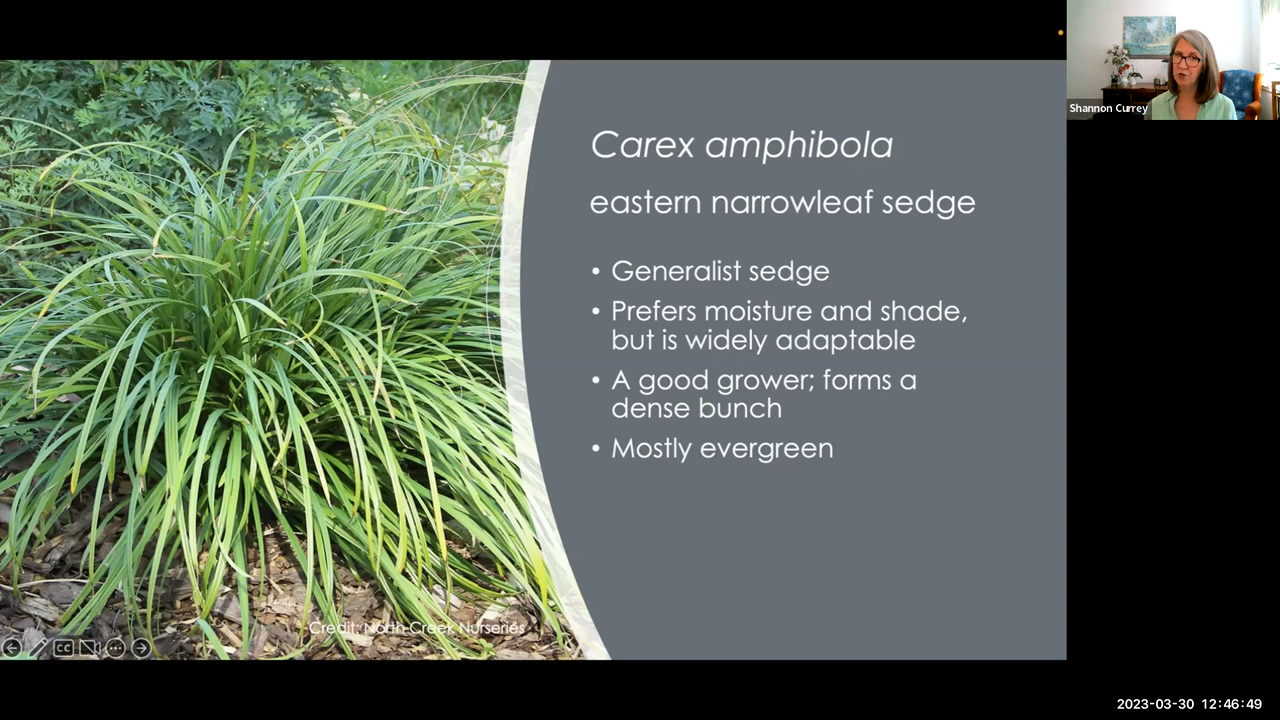 Shannon Currey
Carex amphibola
eastern narrowleaf sedge
• Generalist sedge
• Prefers moisture and shade,
but is widely adaptable
• A good grower; forms a
dense bunch
• Mostly evergreen
Credit: North Creek Nurseries
CC
2023-03-30 12:46:49